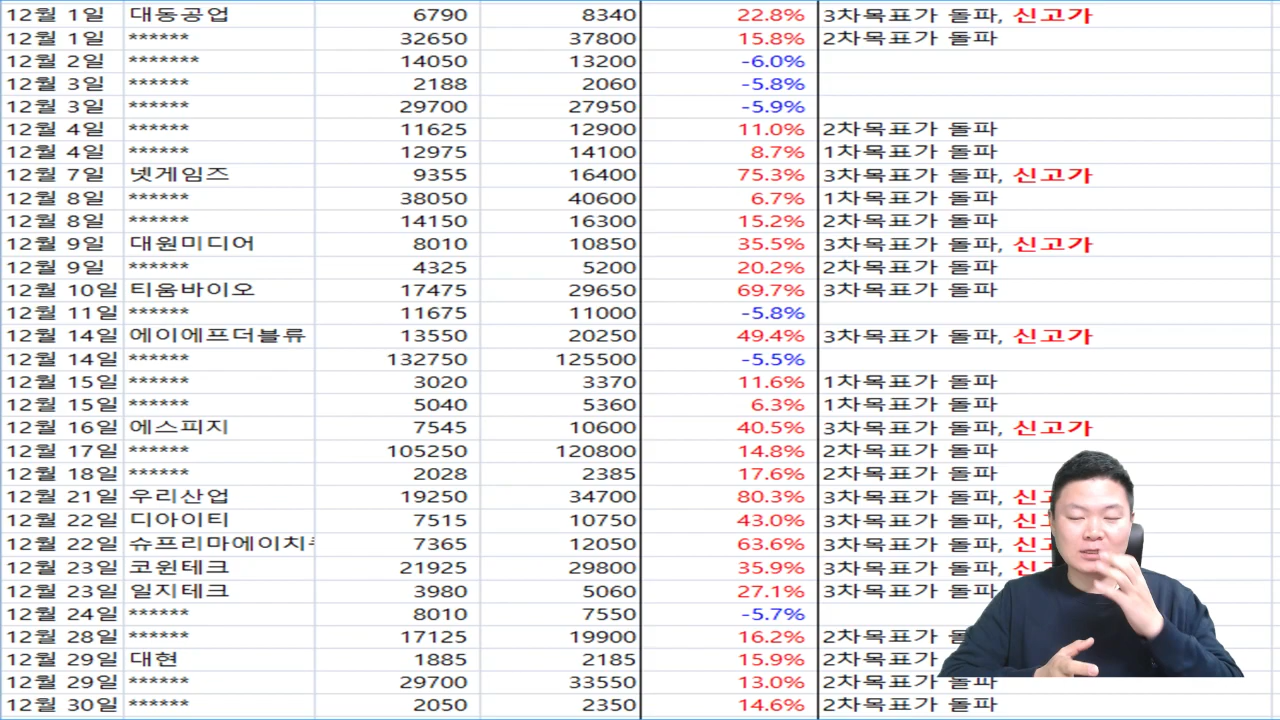 12월 1일 대동공업 6790 8340 22.8% 3차목표가 돌파, 신고가
12월 1일 ****** 32650 37800 15.8% 2차목표가 돌파
12월 2일 ******* 14050 13200 -6.0%
12월 3일 ****** 2188 2060 -5.8%
12월 3일 ****** 29700 27950 -5.9%
12월 4일 ****** 11625 12900 11.0% 2차목표가 돌파
12월 4일 ****** 12975 14100 8.7% 1차목표가 돌파
12월 7일 넷게임즈 9355 16400 75.3% 3차목표가 돌파, 신고가
12월 8일 ****** 38050 40600 6.7% 1차목표가 돌파
12월 8일 ****** 14150 16300 15.2% 2차목표가 돌파
12월 9일 대원미디어 8010 10850 35.5% 3차목표가 돌파, 신고가
12월 9일 ****** 4325 5200 20.2% 2차목표가 돌파
12월 10일 티움바이오 17475 29650 69.7% 3차목표가 돌파
12월 11일 ****** 11675 11000 -5.8%
12월 14일 에이에프더블류 13550 20250 49.4% 3차목표가 돌파, 신고가
12월 14일 ****** 132750 125500 -5.5%
12월 15일 ****** 3020 3370 11.6% 1차목표가 돌파
12월 15일 ****** 5040 5360 6.3% 1차목표가 돌파
12월 16일 에스피지 7545 10600 40.5% 3차목표가 돌파, 신고가
12월 17일 ****** 105250 120800 14.8% 2차목표가 돌파
12월 18일 ****** 2028 2385 17.6% 2차목표가 돌파
12월 21일 우리산업 19250 34700 80.3% 3차목표가 돌파, 신고
12월 22일 디아이티 7515 10750 43.0% 3차목표가 돌파, 신
12월 22일 슈프리마에이치 7365 12050 63.6% 3차목표가 돌파, 신
12월 23일 코윈테크 21925 29800 35.9% 3차목표가 돌파, 신
12월 23일 일지테크 3980 5060 27.1% 3차목표가 돌파
12월 24일 ****** 8010 7550 -5.7%
12월 28일 ****** 17125 19900 16.2% 2차목표가
12월 29일 대현 1885 2185 15.9% 2차목표가
12월 29일 ****** 29700 33550 13.0% 2차목표가 돌파
12월 30일 ****** 2050 2350 14.6% 2차목표가 돌파